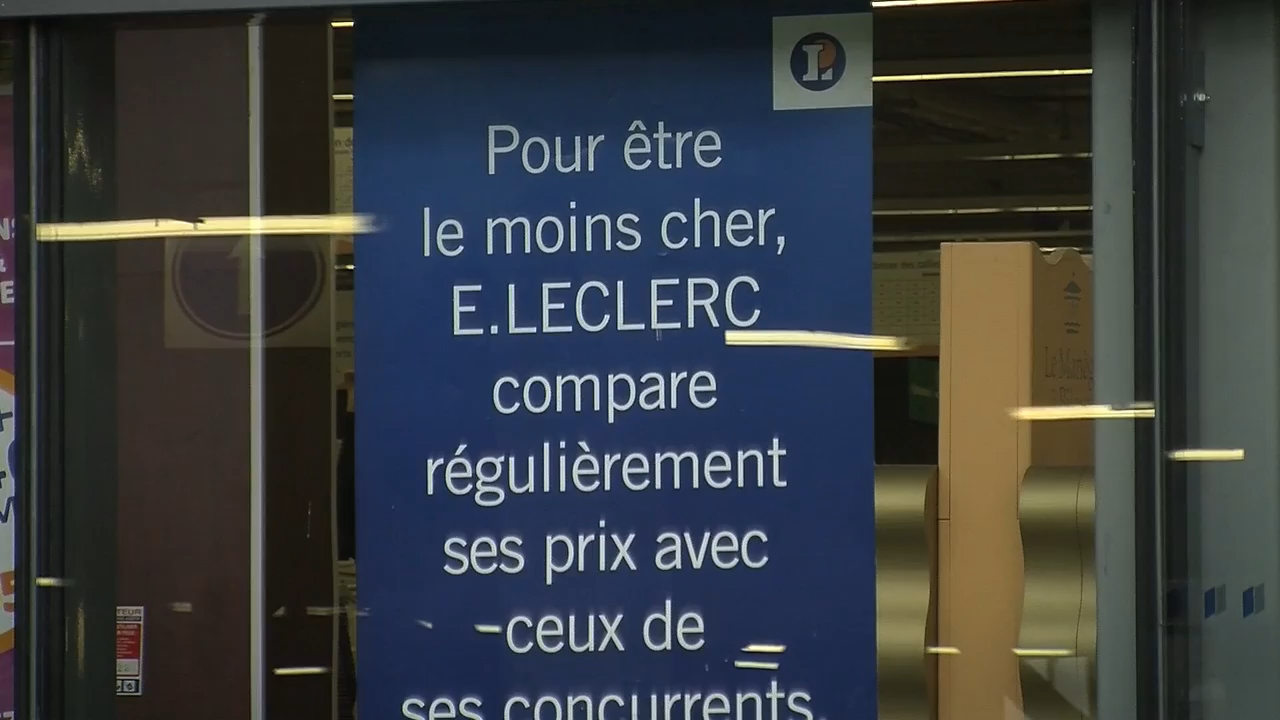 L
Pour être
le moins cher,
E.LECLERC
compare
régulièrement
ses prix avec
ceux de
ses concurrents.